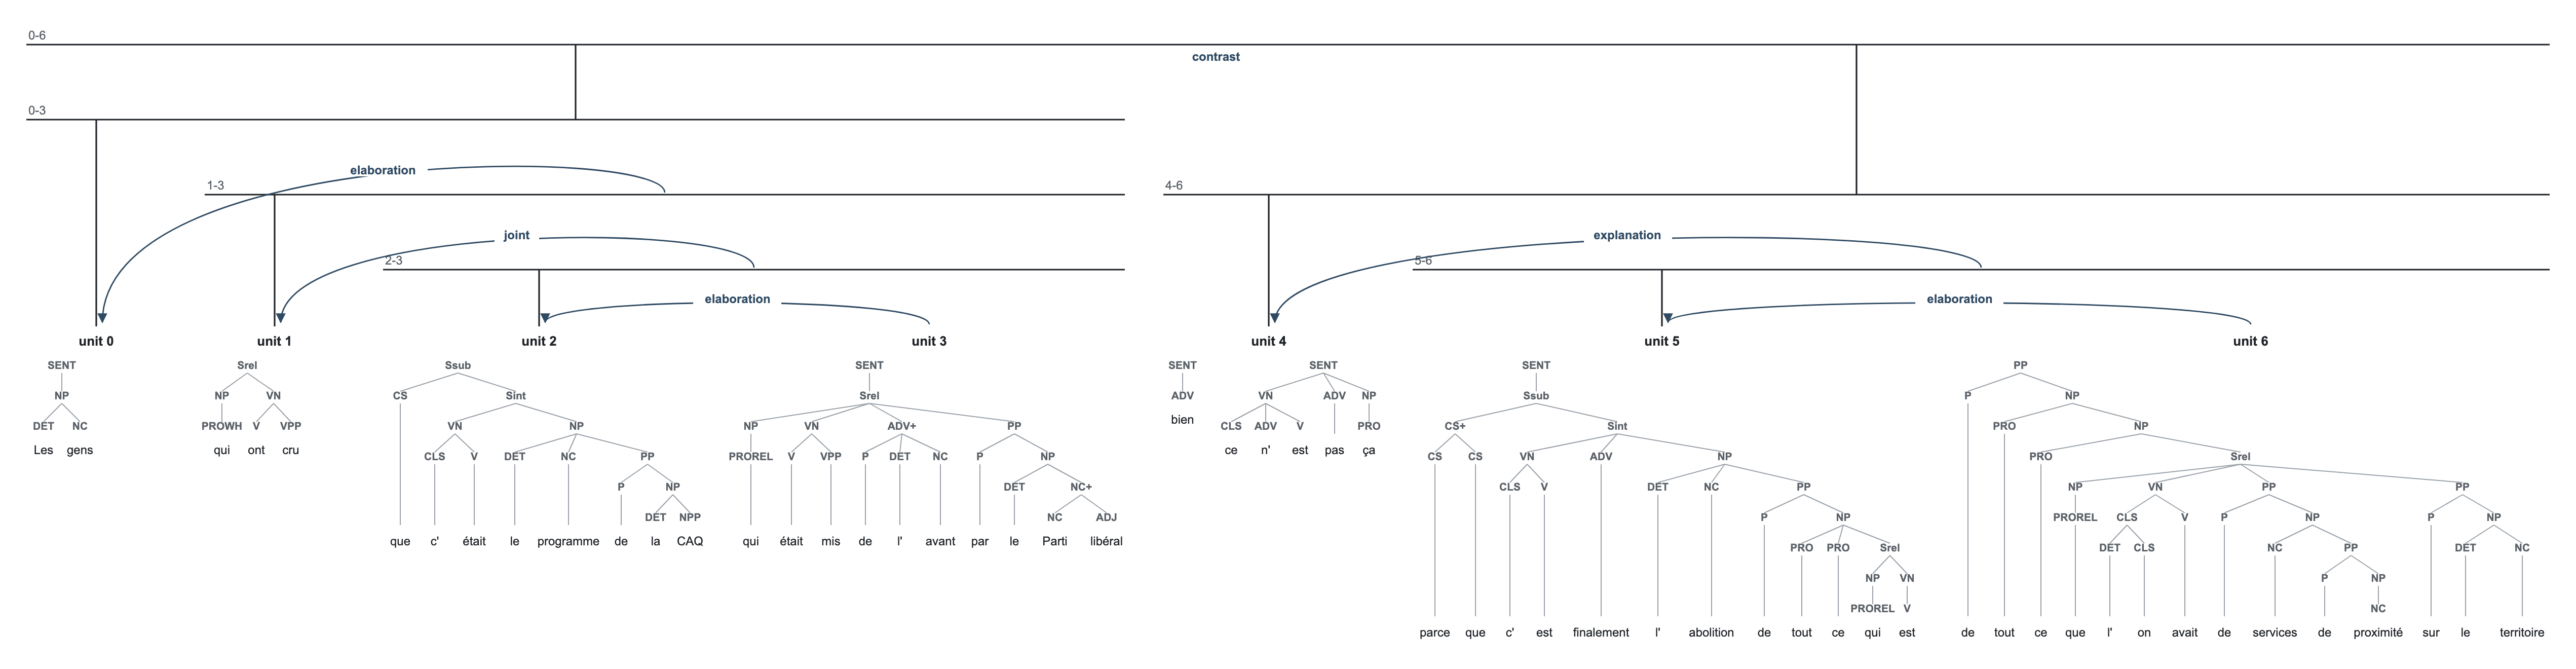 0-6
contrast
0-3
elaboration
1-3
4-6
joint
explanation
2-3
5-6
elaboration
elaboration
unit 0
unit 1
unit 2
unit 3
unit 4
unit 5
unit 6
SENT Srel Ssub SENT SENT SENT SENT PP
NP NP VN CS Sint Srel ADV VN ADV NP Ssub P NP
bien
DET NC PROWH V VPP VN NP NP VN ADV+ PP CLS ADV V PRO CS+ Sint PRO NP
Les gens qui ont cru ce n' est pas ça
CLS V DET NC PP PROREL V VPP P DET NC P NP CS CS VN ADV NP PRO Srel
P NP DET NC+ CLS V DET NC PP NP VN PP PP
DET NPP NC ADJ P NP PROREL CLS V P NP P NP
que c' était le programme de la CAQ qui était mis de l' avant par le Parti libéral
PRO PRO Srel DET CLS NC PP DET NC
NP VN P NP
PROREL V NC
parce que c' est finalement l' abolition de tout ce qui est de tout ce que l' on avait de services de proximité sur le territoire